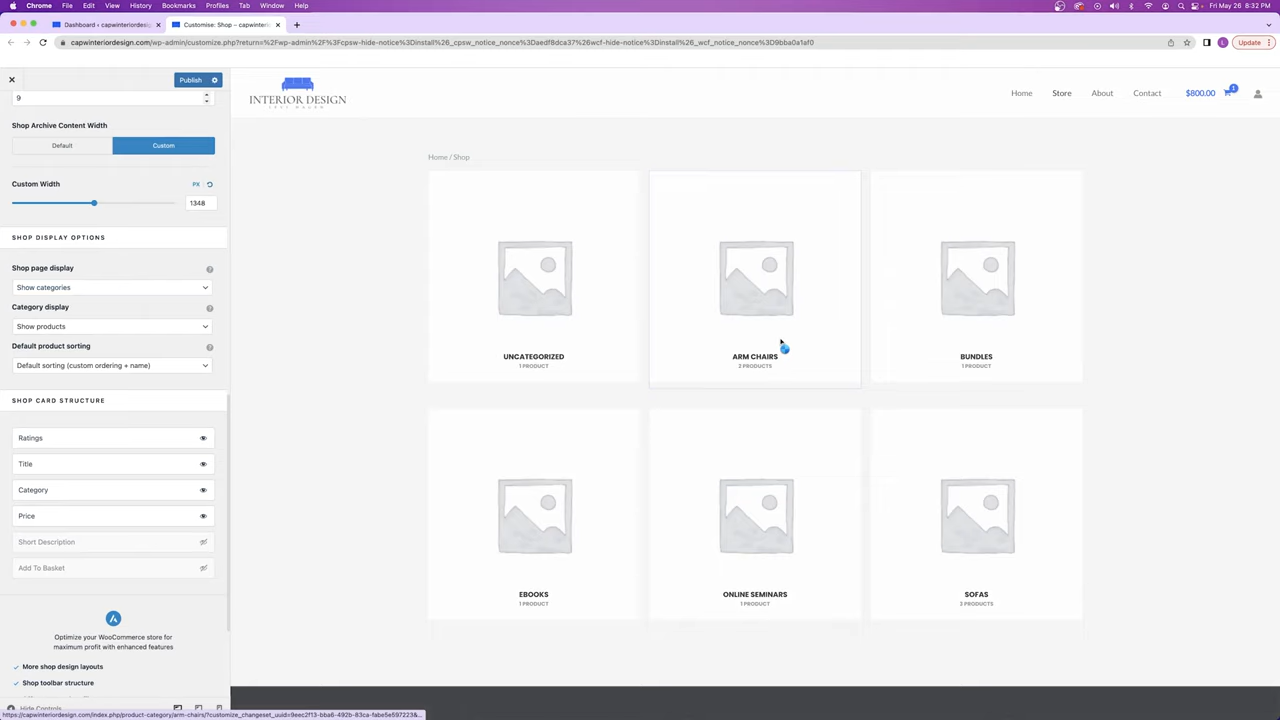 Chrome File Edit View History Bookmarks Profiles Tab Window Help
Fri May 26 8:32 PM
Dashboard ‹ capwinteriordesig
Customise: Shop – capwinterio
capwinteriordesign.com/wp-admin/customize.php?return=%2Fwp-admin%2F%3Fcpsw-hide-notice%3Dinstall%26_cpsw_notice_nonce%3Daedf8dca37%26wcf-hide-notice%3Dinstall%26_wcf_notice_nonce%3D9bba0a1af0
L
Update
Publish
9
Shop Archive Content Width
Default
Custom
Custom Width
PX
1348
SHOP DISPLAY OPTIONS
Shop page display
Show categories
Category display
Show products
Default product sorting
Default sorting (custom ordering + name)
SHOP CARD STRUCTURE
Ratings
Title
Category
Price
Short Description
Add To Basket
Optimize your WooCommerce store for
maximum profit with enhanced features
More shop design layouts
Shop toolbar structure
Hide Controls
INTERIOR DESIGN
Home
Store
About
Contact
$800.00
1
Home / Shop
UNCATEGORIZED
1 PRODUCT
ARM CHAIRS
2 PRODUCTS
BUNDLES
1 PRODUCT
EBOOKS
1 PRODUCT
ONLINE SEMINARS
1 PRODUCT
SOFAS
3 PRODUCTS